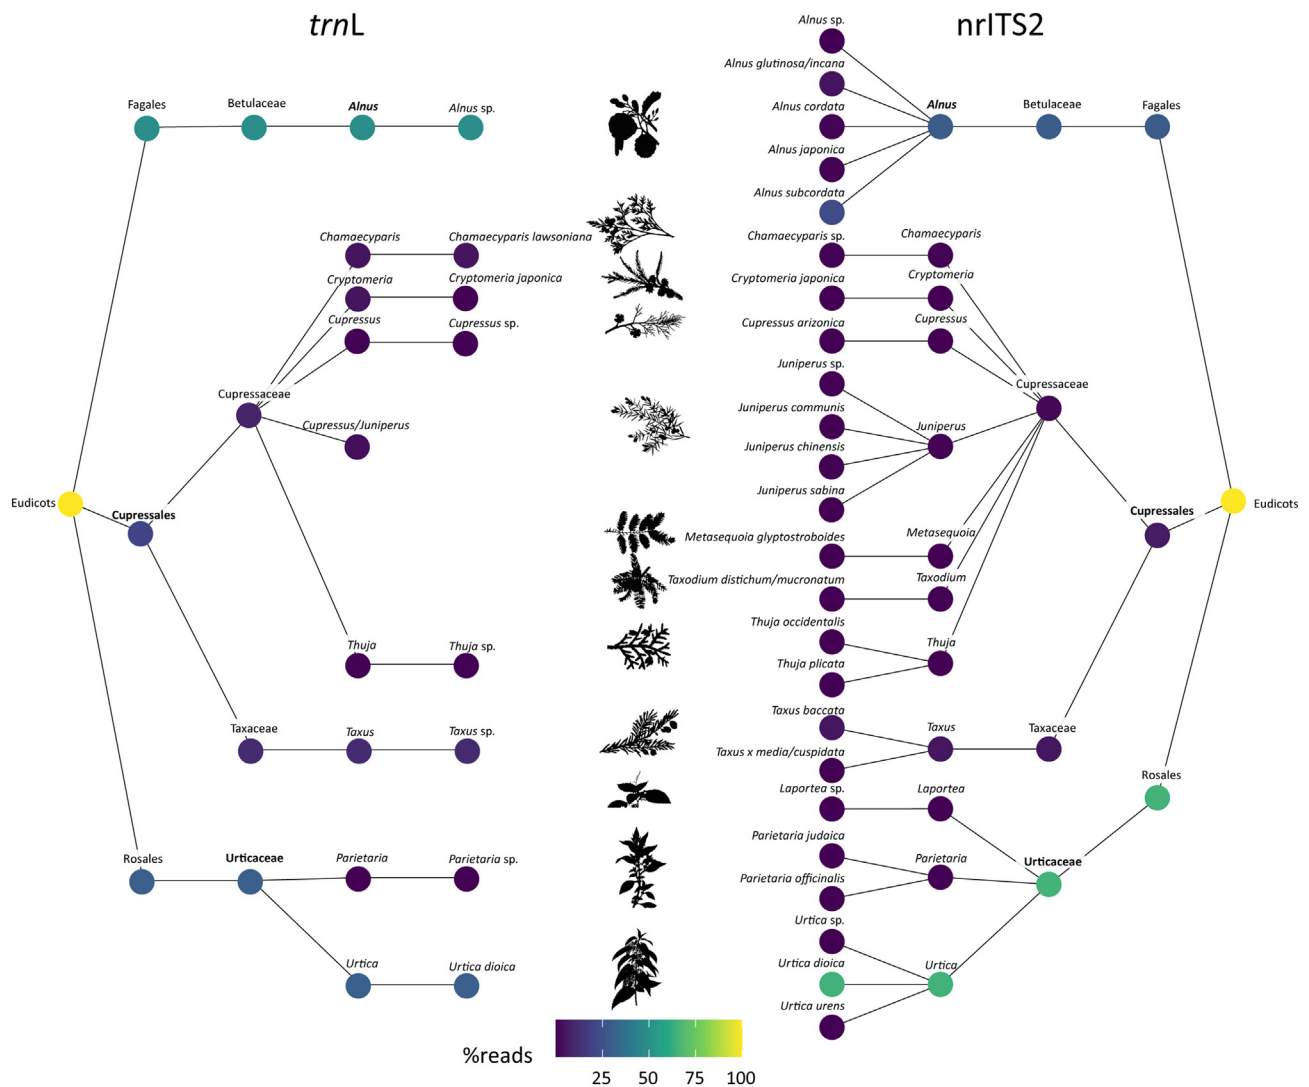 trnL
nrITS2
Fagales
Betulaceae
Alnus
Alnus sp.
Chamaecyparis
Chamaecyparis lawsoniana
Cryptomeria
Cryptomeria japonica
Cupressus
Cupressus sp.
Cupressaceae
Cupressus/Juniperus
Eudicots
Cupressales
Thuja
Thuja sp.
Taxaceae
Taxus
Taxus sp.
Rosales
Urticaceae
Parietaria
Parietaria sp.
Urtica
Urtica dioica
Alnus sp.
Alnus glutinosa/incana
Alnus cordata
Alnus japonica
Alnus subcordata
Alnus
Betulaceae
Fagales
Chamaecyparis sp.
Chamaecyparis
Cryptomeria japonica
Cryptomeria
Cupressus arizonica
Cupressus
Juniperus sp.
Juniperus communis
Juniperus chinensis
Juniperus sabina
Juniperus
Cupressaceae
Metasequoia glyptostroboides
Metasequoia
Taxodium distichum/mucronatum
Taxodium
Thuja occidentalis
Thuja plicata
Thuja
Cupressales
Eudicots
Taxus baccata
Taxus x media/cuspidata
Taxus
Taxaceae
Laportea sp.
Laportea
Rosales
Parietaria judaica
Parietaria officinalis
Parietaria
Urticaceae
Urtica sp.
Urtica dioica
Urtica urens
Urtica
%reads
25 50 75 100